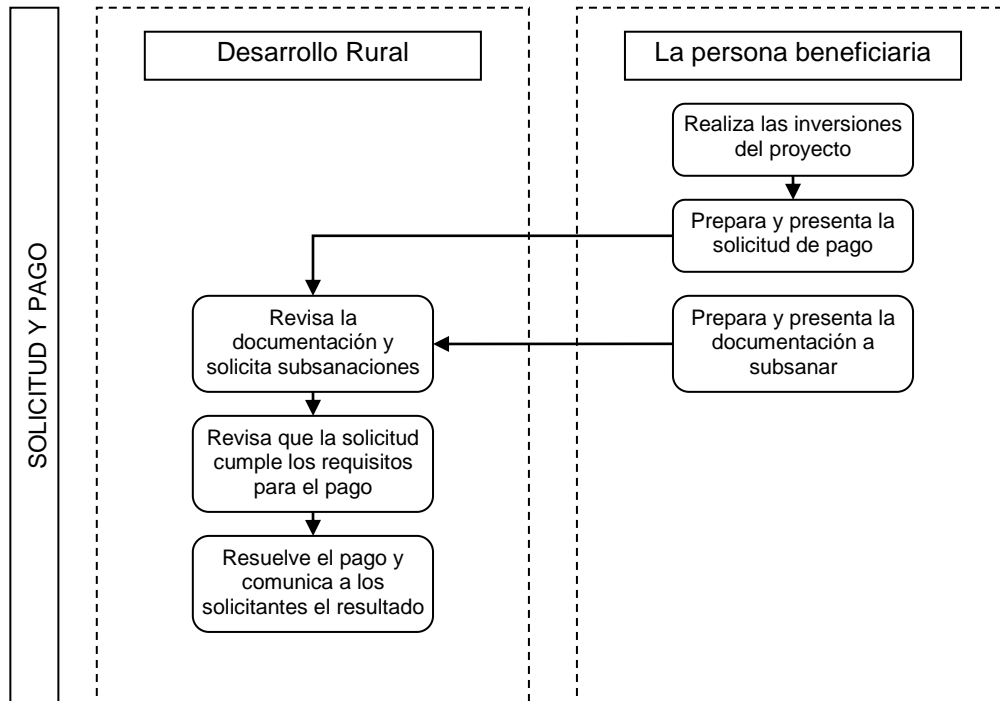 SOLICITUD Y PAGO
Desarrollo Rural
La persona beneficiaria
Realiza las inversiones
del proyecto
Prepara y presenta la
solicitud de pago
Revisa la
documentación y
solicita subsanaciones
Prepara y presenta la
documentación a
subsanar
Revisa que la solicitud
cumple los requisitos
para el pago
Resuelve el pago y
comunica a los
solicitantes el resultado